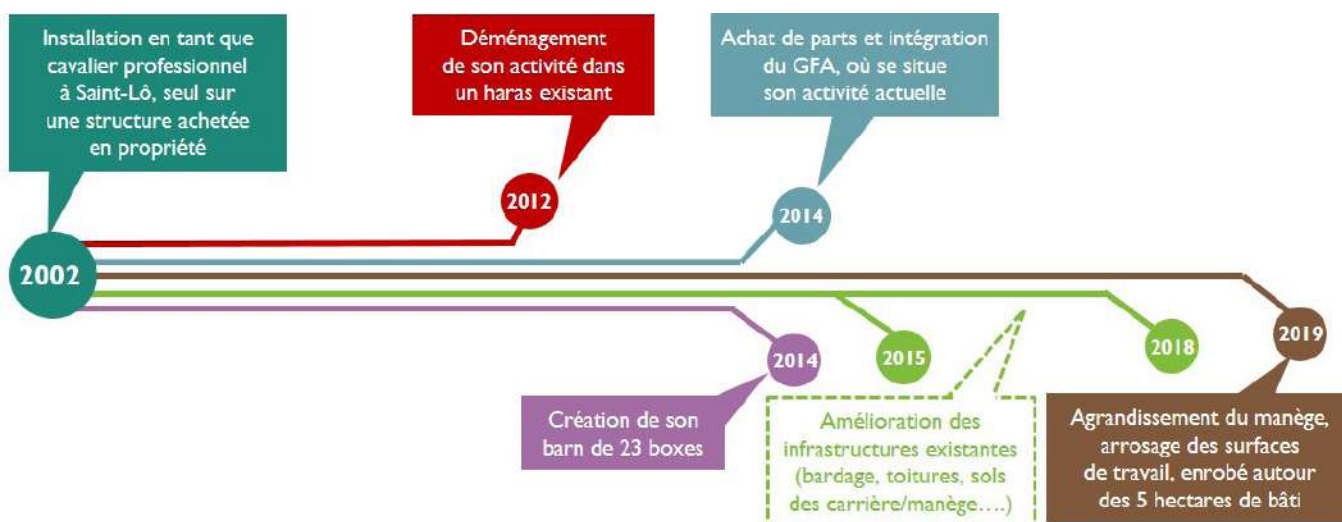 Installation en tant que
cavalier professionnel
à Saint-Lô, seul sur
une structure achetée
en propriété
Déménagement
de son activité dans
un haras existant
Achat de parts et intégration
du GFA, où se situe
son activité actuelle
2012
2014
2002
2014
2015
2018
2019
Création de son
barn de 23 boxes
Amélioration des
infrastructures existantes
(bardage, toitures, sols
des carrière/manège....)
Agrandissement du manège,
arrosage des surfaces
de travail, enrobé autour
des 5 hectares de bâti